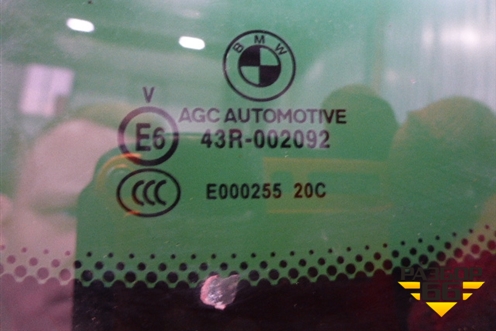 BMW
V
AGC AUTOMOTIVE
E6 43R-002092
CCC E000255 20C